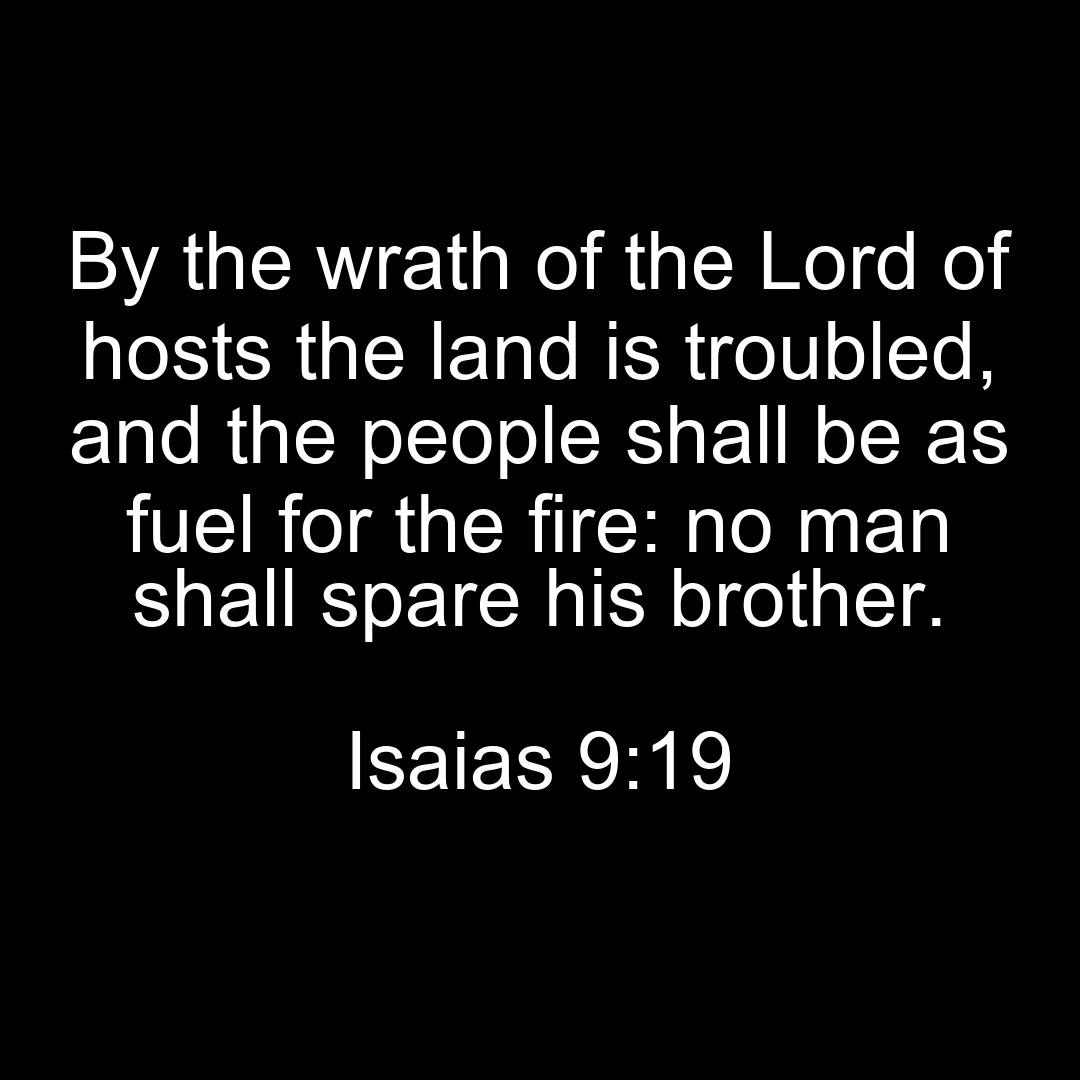 By the wrath of the Lord of
hosts the land is troubled,
and the people shall be as
fuel for the fire: no man
shall spare his brother.
Isaias 9:19